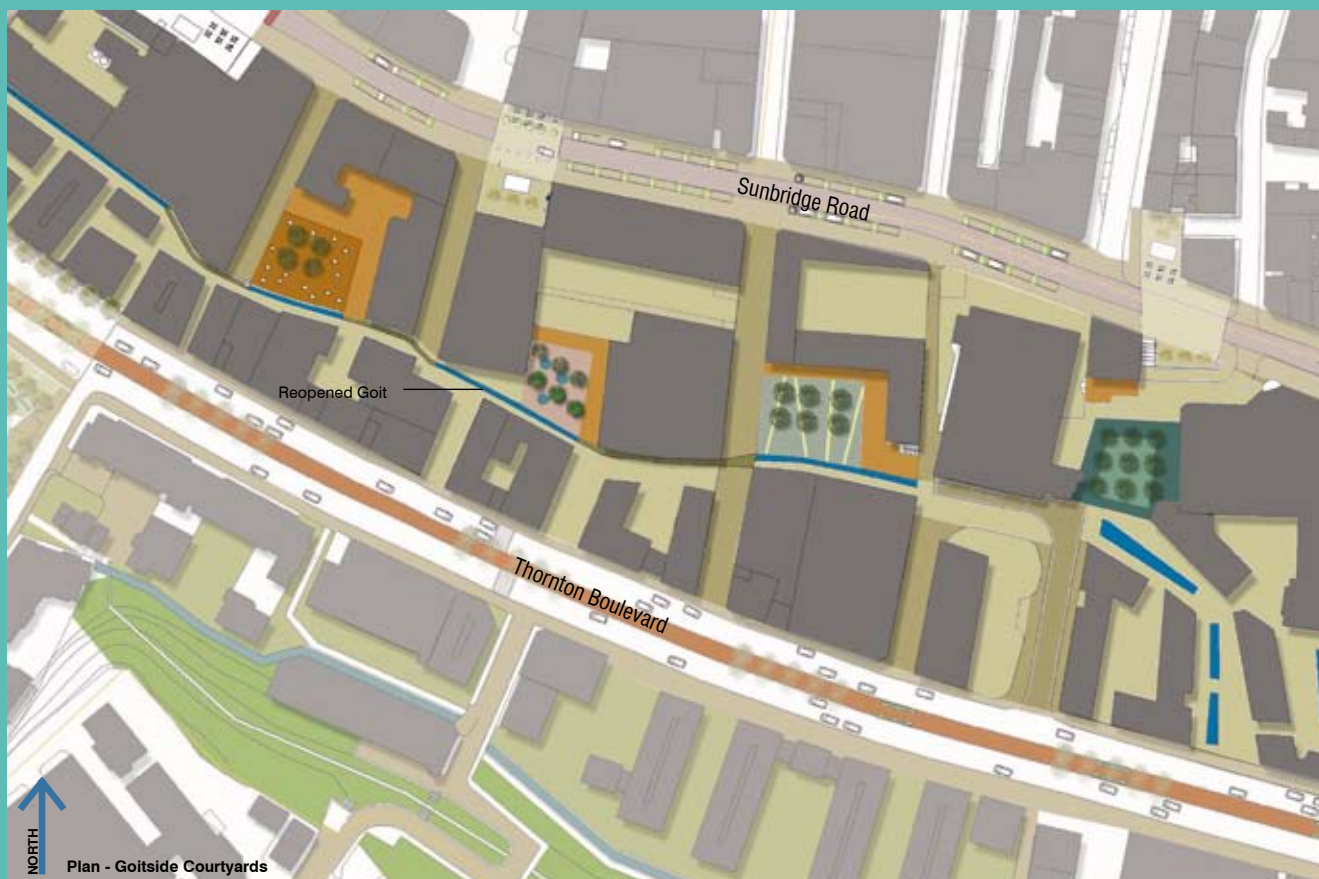 Sunbridge Road
Reopened Goit
Thornton Boulevard
NORTH
Plan - Goitside Courtyards